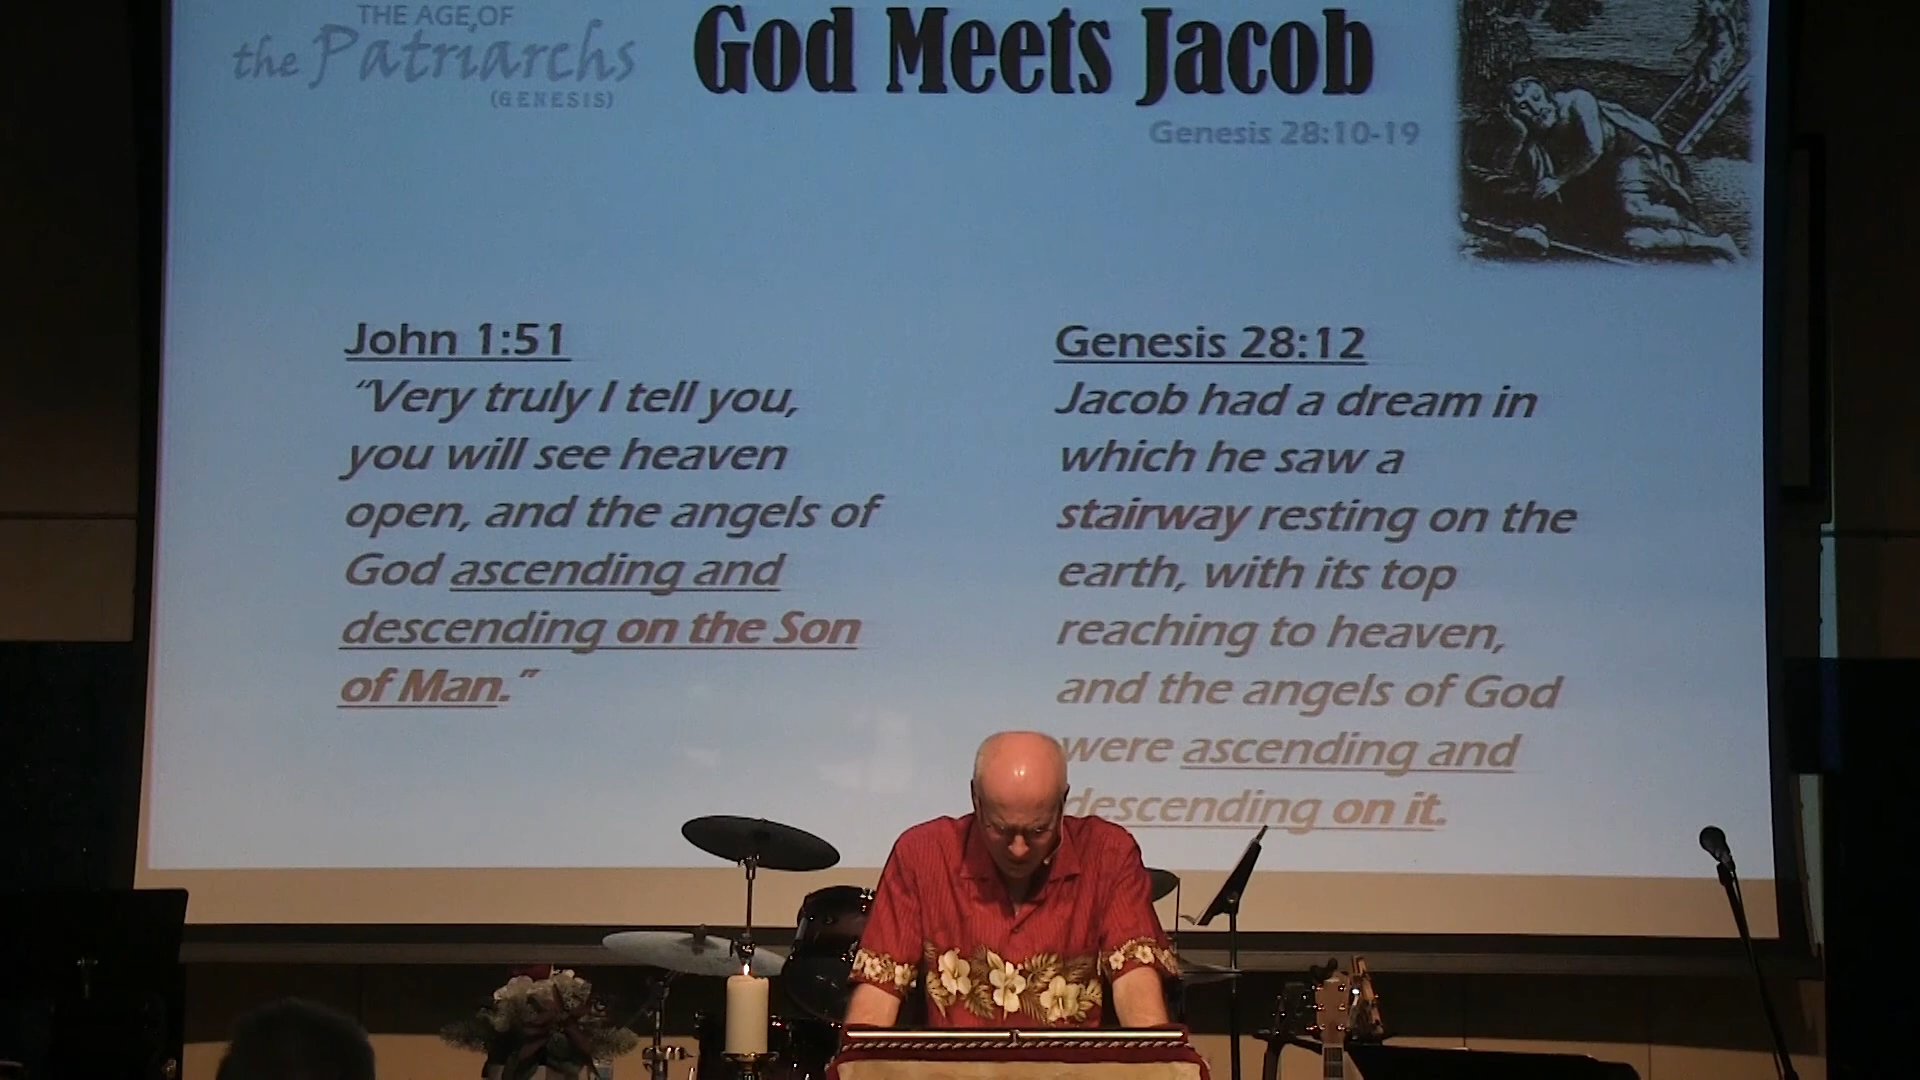 THE AGE OF
the Patriarchs
(GENESIS)
God Meets Jacob
Genesis 28:10-19
John 1:51
“Very truly I tell you,
you will see heaven
open, and the angels of
God ascending and
descending on the Son
of Man.”
Genesis 28:12
Jacob had a dream in
which he saw a
stairway resting on the
earth, with its top
reaching to heaven,
and the angels of God
were ascending and
descending on it.